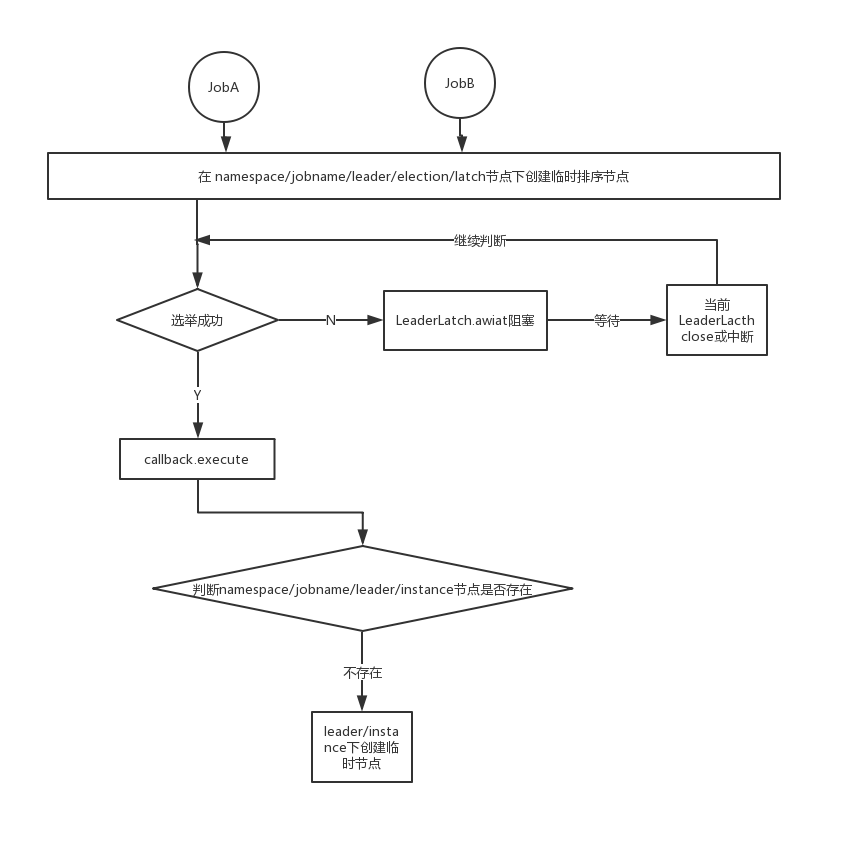 JobA
JobB
在 namespace/jobname/leader/election/latch节点下创建临时排序节点
继续判断
选举成功
N
LeaderLatch.awiat阻塞
等待
当前
LeaderLacth
close或中断
Y
callback.execute
判断namespace/jobname/leader/instance节点是否存在
不存在
leader/insta
nce下创建临
时节点